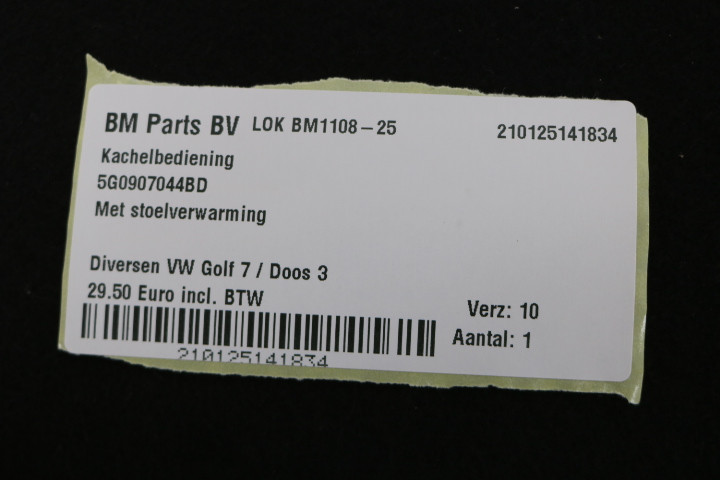 BM Parts BV LOK BM1108-25 210125141834
Kachelbediening
5G0907044BD
Met stoelverwarming
Diversen VW Golf 7 / Doos 3
29.50 Euro incl. BTW
Verz: 10
Aantal: 1
210125141834